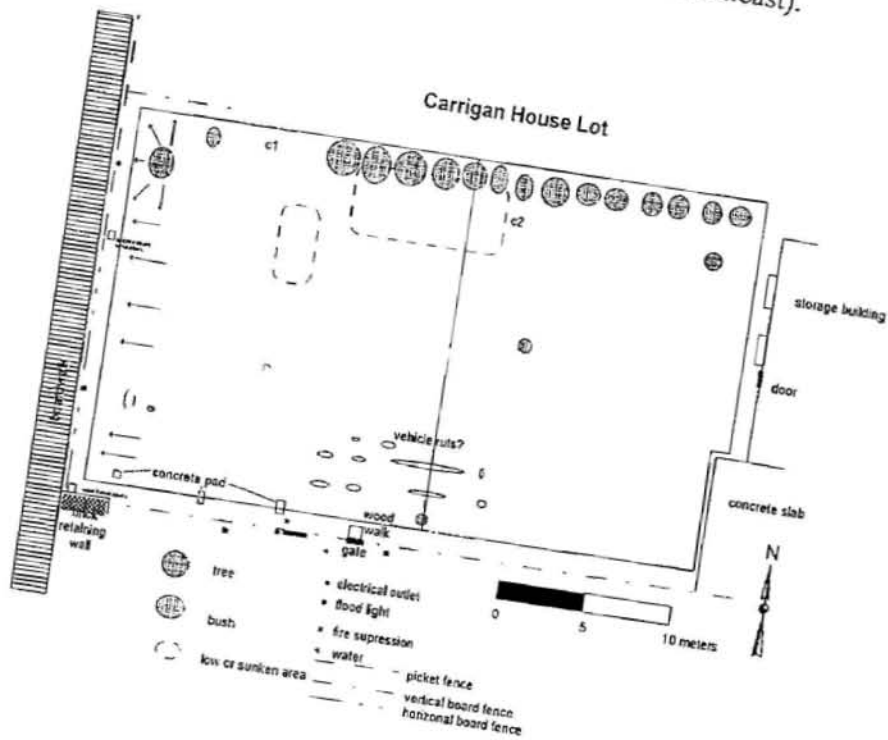 east).
Carrigan House Lot
c1
c2
storage building
door
vehicle ruts?
concrete pad
concrete slab
wood
walk
retaining
wall
gate
N
tree
bush
low or sunken area
electrical outlet
flood light
fire supression
water
0
5
10 meters
picket fence
vertical board fence
horizonal board fence